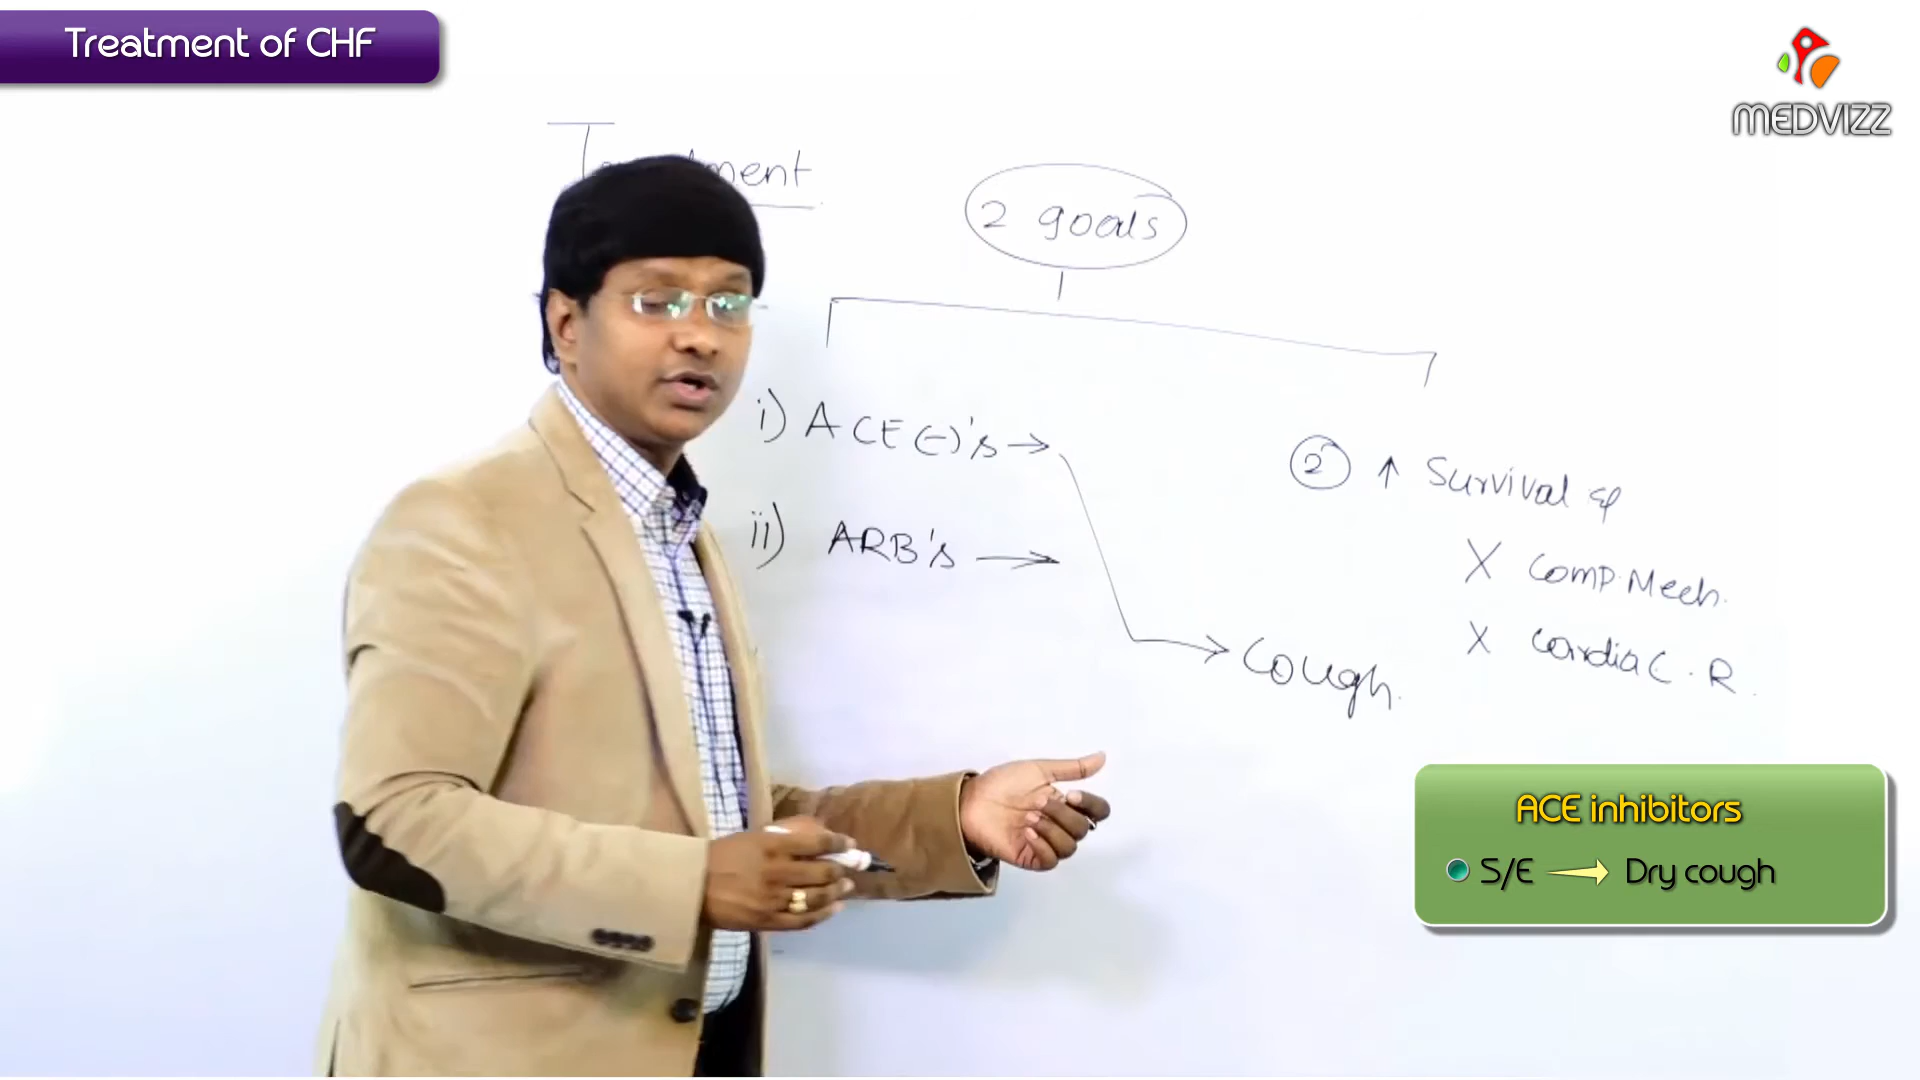 Treatment of CHF
MEDVIZZ
2 goals
i) ACE(-)'s →
ii) ARB's →
Cough.
② ↑ Survival
X Comp. Mech.
X Cardiac. R.
ACE inhibitors
S/E → Dry cough